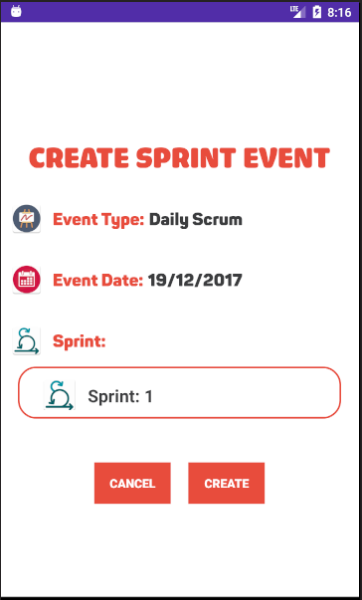 LTE 8:16
CREATE SPRINT EVENT
Event Type: Daily Scrum
Event Date: 19/12/2017
Sprint:
Sprint: 1
CANCEL CREATE